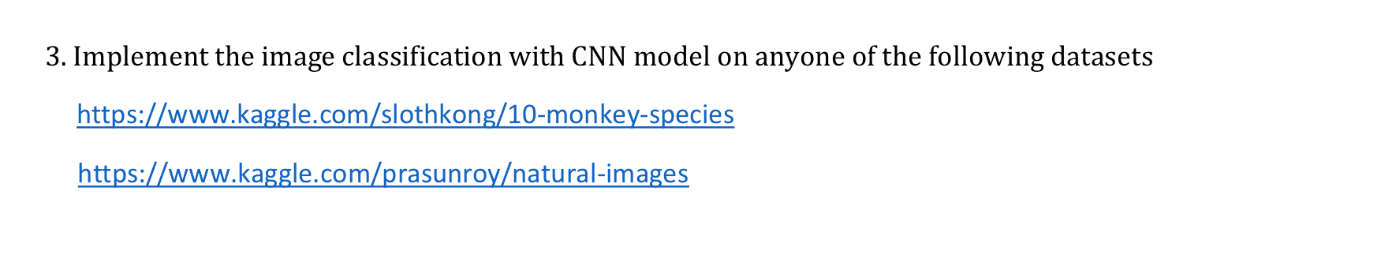 3. Implement the image classification with CNN model on anyone of the following datasets
https://www.kaggle.com/slothkong/10-monkey-species
https://www.kaggle.com/prasunroy/natural-images